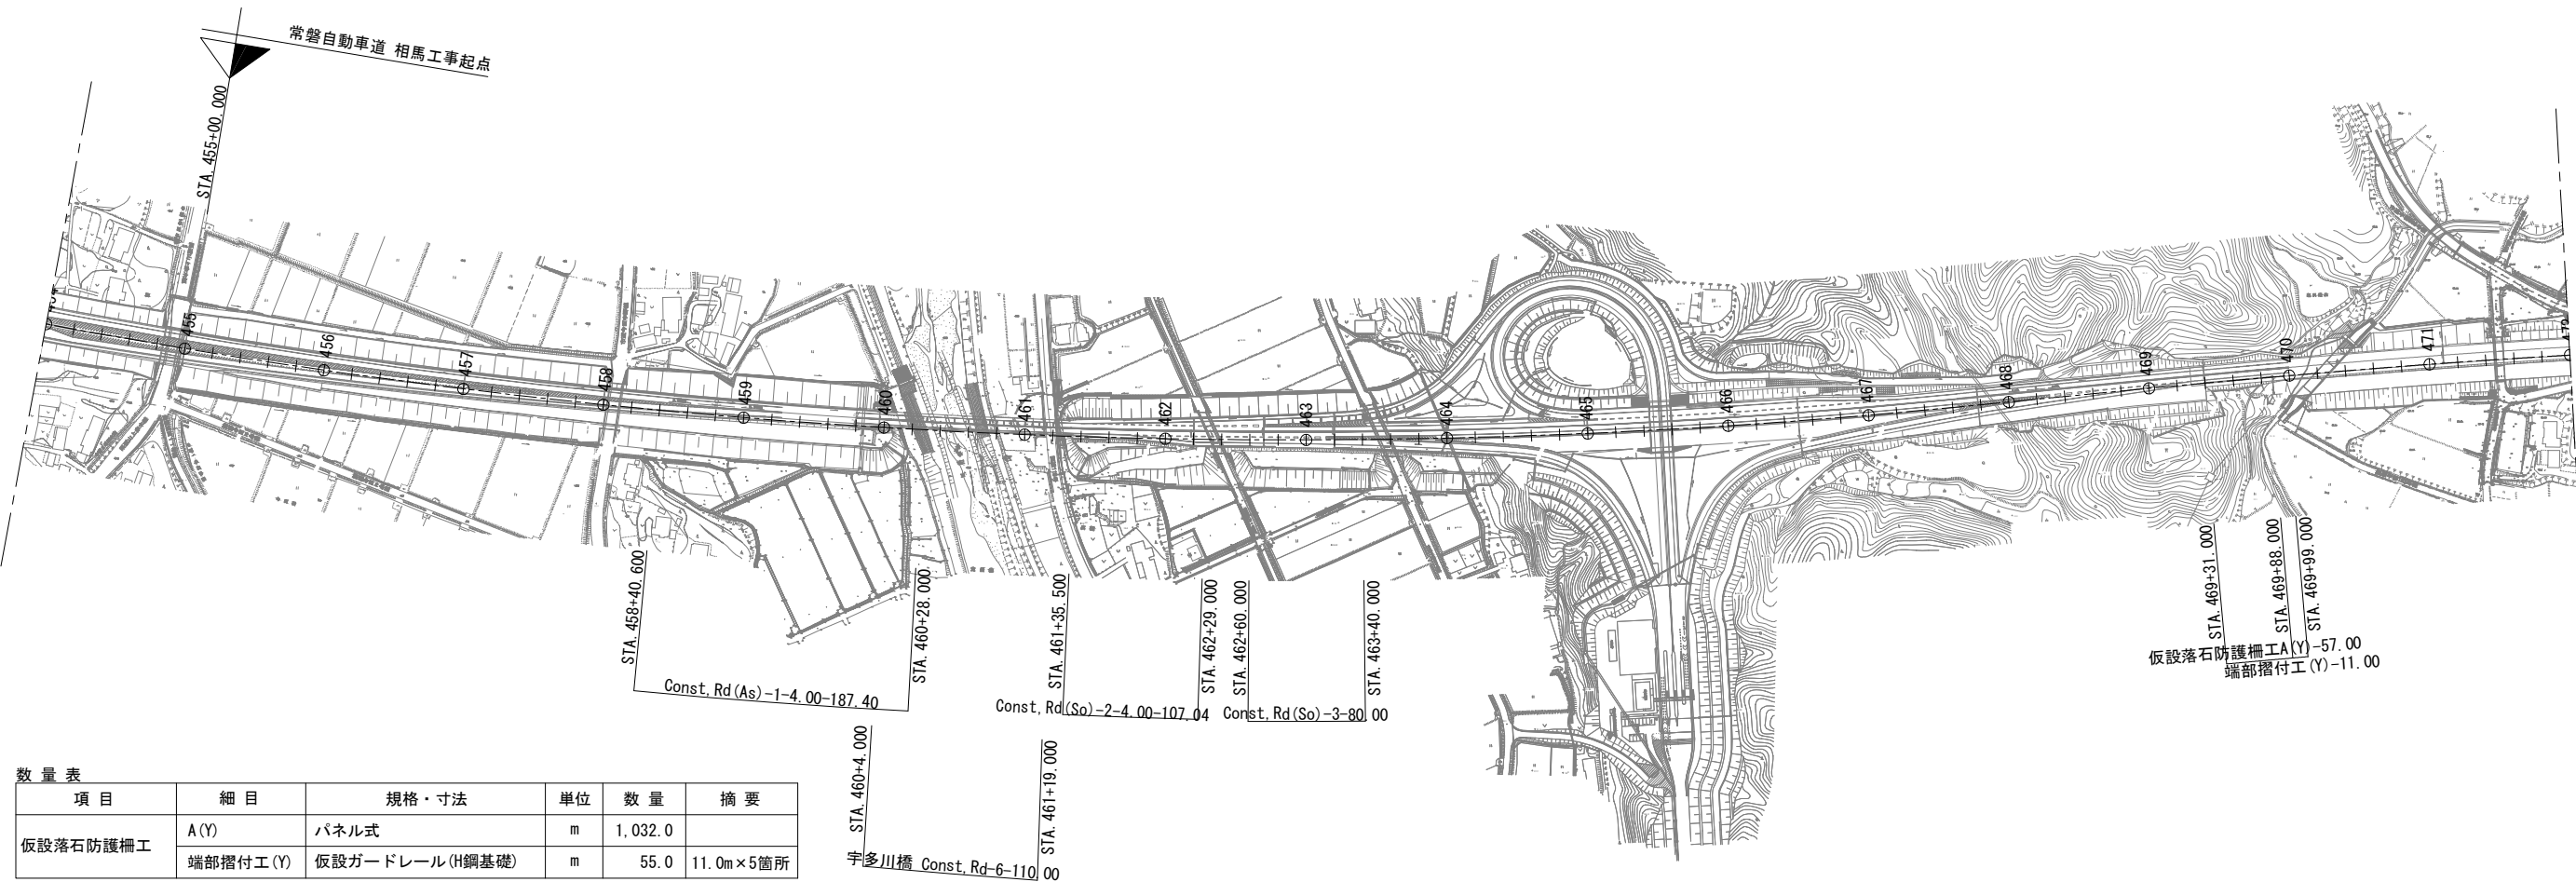 常磐自動車道 相馬工事起点
STA.455+00.000
455
456
457
458
459
460
461
462
463
464
465
466
467
468
469
470
471
STA.458+40.600
STA.460+28.000
Const,Rd(As)-1-4.00-187.40
STA.461+35.500
STA.462+29.000
Const,Rd(So)-2-4.00-107.04
STA.462+60.000
STA.463+40.000
Const,Rd(So)-3-80.00
STA.469+31.000
STA.469+88.000
STA.469+99.000
仮設落石防護柵工A(Y)-57.00
端部摺付工(Y)-11.00
STA.460+4.000
STA.461+19.000
宇多川橋 Const,Rd-6-110.00
数 量 表
項 目 細 目 規格・寸法 単位 数 量 摘 要
仮設落石防護柵工 A(Y) パネル式 m 1,032.0
端部摺付工(Y) 仮設ガードレール(H鋼基礎) m 55.0 11.0m×5箇所